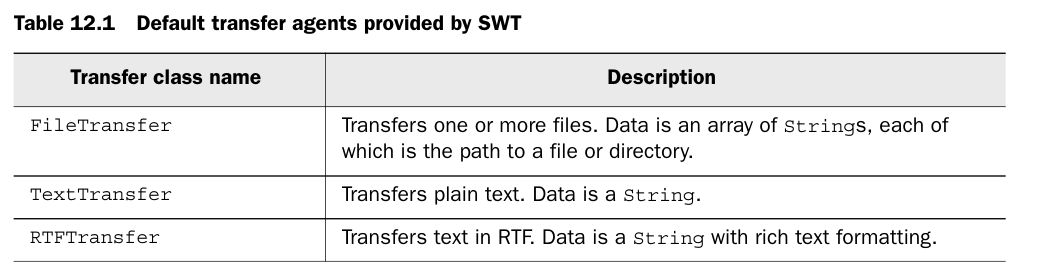 Table 12.1 Default transfer agents provided by SWT
Transfer class name Description
FileTransfer Transfers one or more files. Data is an array of Strings, each of
which is the path to a file or directory.
TextTransfer Transfers plain text. Data is a String.
RTFTransfer Transfers text in RTF. Data is a String with rich text formatting.